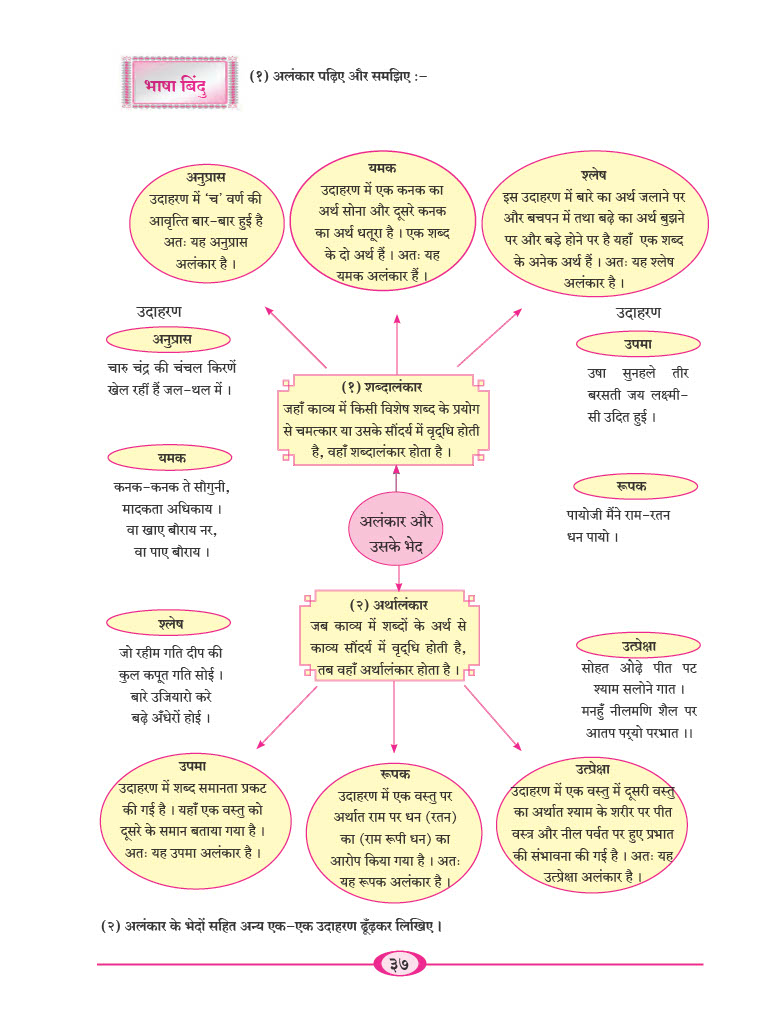 भाषा बिंदु
(१) अलंकार पढ़िए और समझिए :–
अनुप्रास
उदाहरण में ‘च’ वर्ण की
आवृत्ति बार–बार हुई है
अतः यह अनुप्रास
अलंकार है ।
यमक
उदाहरण में एक कनक का
अर्थ सोना और दूसरे कनक
का अर्थ धतूरा है । एक शब्द
के दो अर्थ हैं । अतः यह
यमक अलंकार हैं ।
श्लेष
इस उदाहरण में बारे का अर्थ जलाने पर
और बचपन में तथा बढ़े का अर्थ बुझने
पर और बड़े होने पर है यहाँ एक शब्द
के अनेक अर्थ हैं । अतः यह श्लेष
अलंकार है ।
उदाहरण
अनुप्रास
चारु चंद्र की चंचल किरणें
खेल रहीं हैं जल–थल में ।
यमक
कनक–कनक ते सौगुनी,
मादकता अधिकाय ।
वा खाए बौराय नर,
वा पाए बौराय ।
श्लेष
जो रहीम गति दीप की
कुल कपूत गति सोई ।
बारे उजियारो करे
बढ़े अँधेरों होई ।
(१) शब्दालंकार
जहाँ काव्य में किसी विशेष शब्द के प्रयोग
से चमत्कार या उसके सौंदर्य में वृद्धि होती
है, वहाँ शब्दालंकार होता है ।
अलंकार और
उसके भेद
(२) अर्थालंकार
जब काव्य में शब्दों के अर्थ से
काव्य सौंदर्य में वृद्धि होती है,
तब वहाँ अर्थालंकार होता है ।
उदाहरण
उपमा
उषा सुनहले तीर
बरसती जय लक्ष्मी–
सी उदित हुई ।
रूपक
पायोजी मैंने राम–रतन
धन पायो ।
उत्प्रेक्षा
सोहत ओढ़े पीत पट
श्याम सलोने गात ।
मनहुँ नीलमणि शैल पर
आतप पर्‌यो परभात ।।
उपमा
उदाहरण में शब्द समानता प्रकट
की गई है । यहाँ एक वस्तु को
दूसरे के समान बताया गया है ।
अतः यह उपमा अलंकार है ।
रूपक
उदाहरण में एक वस्तु पर
अर्थात राम पर धन (रतन)
का (राम रूपी धन) का
आरोप किया गया है । अतः
यह रूपक अलंकार है ।
उत्प्रेक्षा
उदाहरण में एक वस्तु में दूसरी वस्तु
का अर्थात श्याम के शरीर पर पीत
वस्त्र और नील पर्वत पर हुए प्रभात
की संभावना की गई है । अतः यह
उत्प्रेक्षा अलंकार है ।
(२) अलंकार के भेदों सहित अन्य एक–एक उदाहरण ढूँढ़कर लिखिए ।
३७